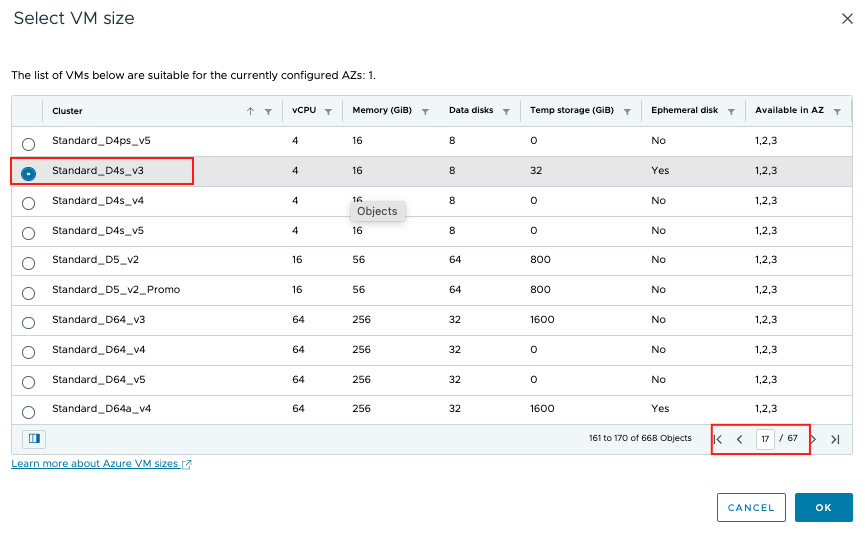 Select VM size
The list of VMs below are suitable for the currently configured AZs: 1.
Cluster vCPU Memory (GiB) Data disks Temp storage (GiB) Ephemeral disk Available in AZ
Standard_D4ps_v5 4 16 8 0 No 1,2,3
Standard_D4s_v3 4 16 8 32 Yes 1,2,3
Standard_D4s_v4 4 16 8 0 No 1,2,3
Objects
Standard_D4s_v5 4 16 8 0 No 1,2,3
Standard_D5_v2 16 56 64 800 No 1,2,3
Standard_D5_v2_Promo 16 56 64 800 No 1,2,3
Standard_D64_v3 64 256 32 1600 No 1,2,3
Standard_D64_v4 64 256 32 0 No 1,2,3
Standard_D64_v5 64 256 32 0 No 1,2,3
Standard_D64a_v4 64 256 32 1600 Yes 1,2,3
161 to 170 of 668 Objects 17 / 67
Learn more about Azure VM sizes
CANCEL OK